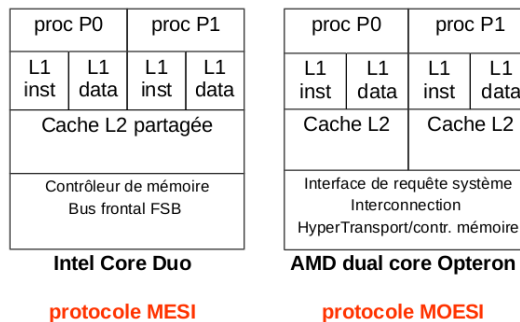 proc P0 proc P1
L1 inst L1 data L1 inst L1 data
Cache L2 partagée
Contrôleur de mémoire
Bus frontal FSB
Intel Core Duo
protocole MESI
proc P0 proc P1
L1 inst L1 data L1 inst L1 data
Cache L2 Cache L2
Interface de requête système
Interconnection
HyperTransport/contr. mémoire
AMD dual core Opteron
protocole MOESI